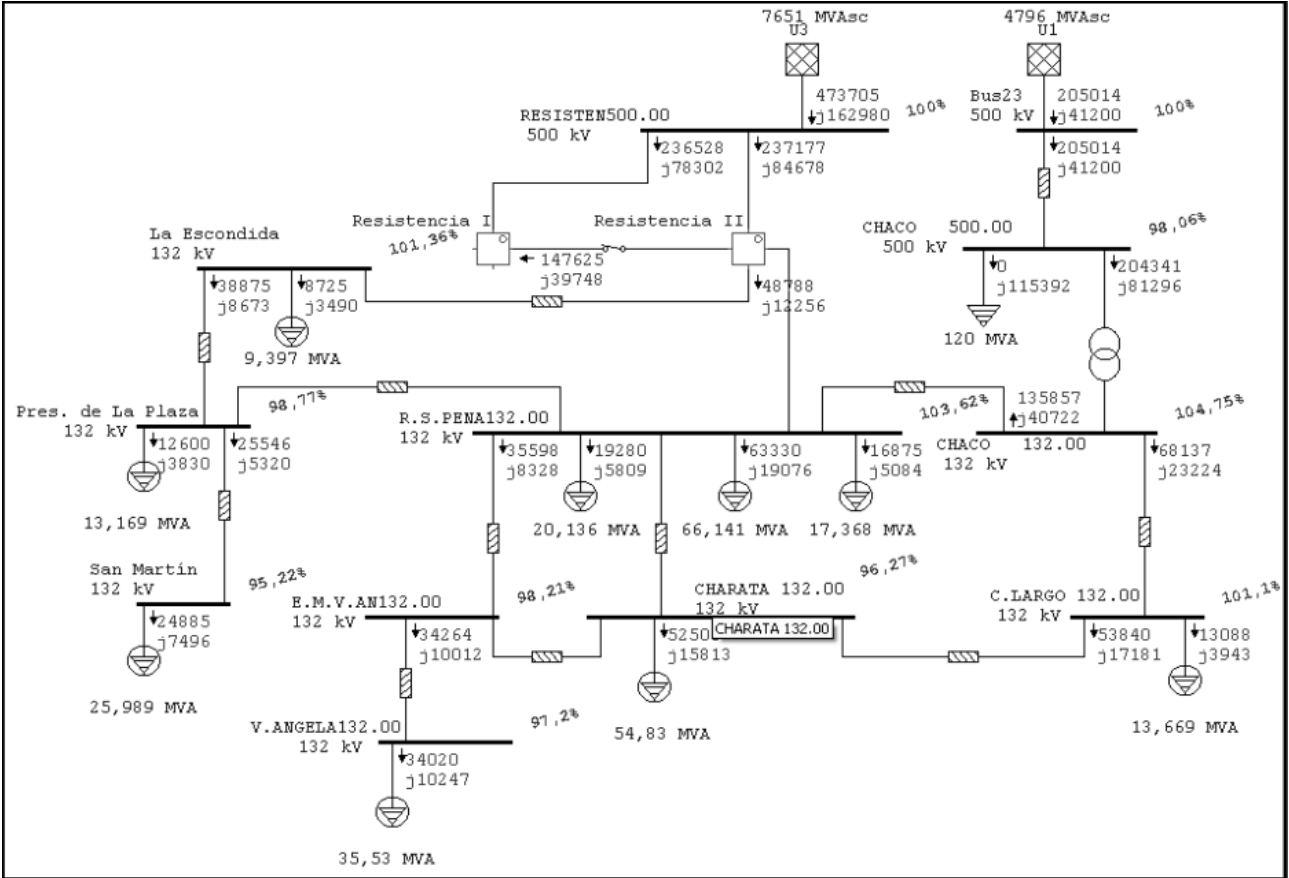 7651 MVAsc
U3
4796 MVAsc
U1
473705
j162980
100%
Bus23
500 kV
205014
j41200
100%
RESISTEN500.00
500 kV
236528
j78302
237177
j84678
205014
j41200
Resistencia I
Resistencia II
La Escondida
132 kV
101,36%
147625
j39748
CHACO 500.00
500 kV
98,06%
38875
j8673
8725
j3490
48788
j12256
0
j115392
204341
j81296
9,397 MVA
120 MVA
Pres. de La Plaza
132 kV
98,77%
R.S.PENA132.00
132 kV
103,62%
135857
j40722
104,75%
CHACO 132.00
132 kV
12600
j3830
25546
j5320
35598
j8328
19280
j5809
63330
j19076
16875
j5084
68137
j23224
13,169 MVA
20,136 MVA
66,141 MVA
17,368 MVA
San Martín
132 kV
95,22%
E.M.V.AN132.00
132 kV
98,21%
CHARATA 132.00
132 kV
96,27%
C.LARGO 132.00
132 kV
101,1%
CHARATA 132.00
24885
j7496
34264
j10012
j15813
53840
j17181
13088
j3943
25,989 MVA
V.ANGELA132.00
132 kV
97,2%
54,83 MVA
13,669 MVA
34020
j10247
35,53 MVA